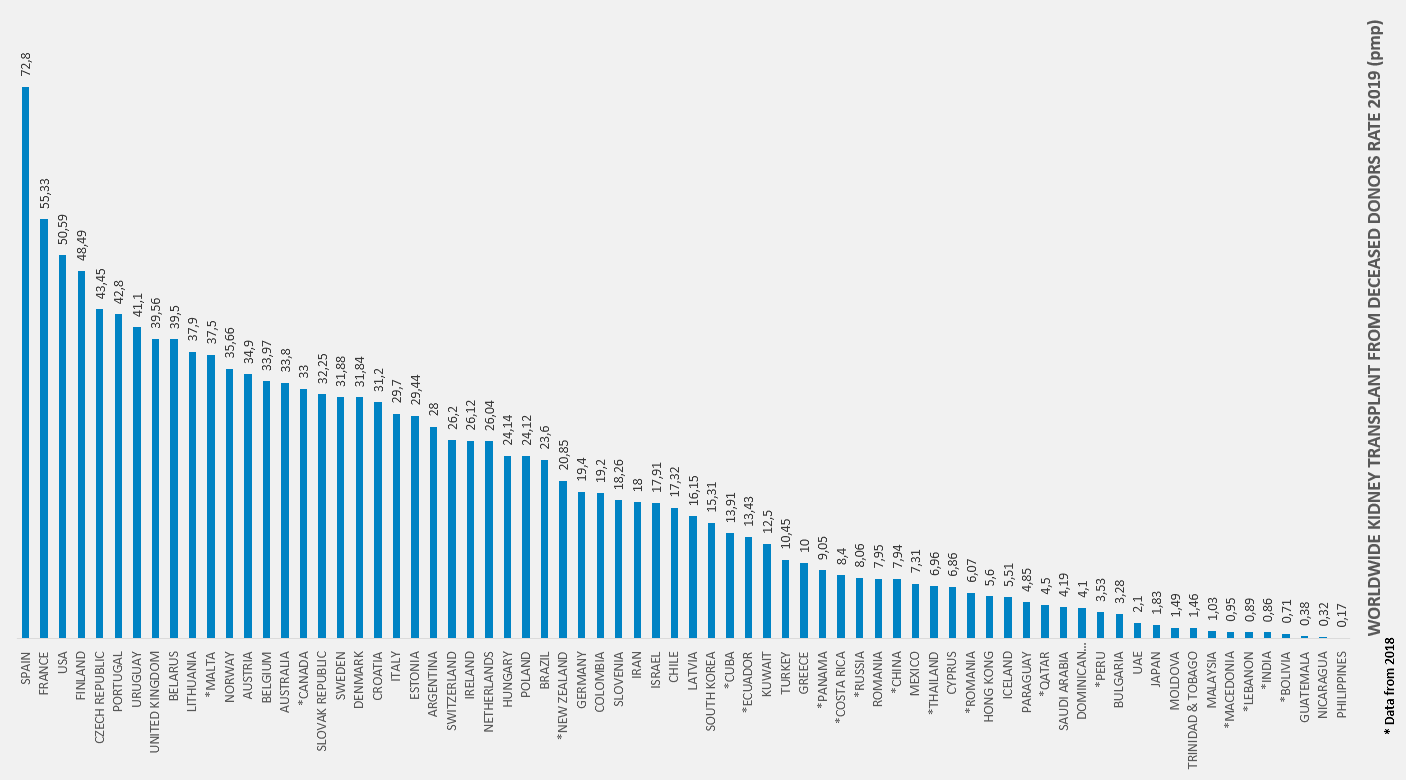 WORLDWIDE KIDNEY TRANSPLANT FROM DECEASED DONORS RATE 2019 (pmp)
72,8
55,33
50,59
48,49
43,45
42,8
41,1
39,56
39,5
37,9
37,5
35,66
34,9
33,97
33,8
33
32,25
31,88
31,84
31,2
29,7
29,44
28
26,2
26,12
26,04
24,14
24,12
23,6
20,85
19,4
19,2
18,26
18
17,91
17,32
16,15
15,31
13,91
13,43
12,5
10,45
10
9,05
8,4
8,06
7,95
7,94
7,31
6,96
6,86
6,07
5,6
5,51
4,85
4,5
4,19
4,1
3,53
3,28
2,1
1,83
1,49
1,46
1,03
0,95
0,89
0,86
0,71
0,38
0,32
0,17
SPAIN
FRANCE
USA
FINLAND
CZECH REPUBLIC
PORTUGAL
URUGUAY
UNITED KINGDOM
BELARUS
LITHUANIA
*MALTA
NORWAY
AUSTRIA
BELGIUM
AUSTRALIA
*CANADA
SLOVAK REPUBLIC
SWEDEN
DENMARK
CROATIA
ITALY
ESTONIA
ARGENTINA
SWITZERLAND
IRELAND
NETHERLANDS
HUNGARY
POLAND
BRAZIL
*NEW ZEALAND
GERMANY
COLOMBIA
SLOVENIA
IRAN
ISRAEL
CHILE
LATVIA
SOUTH KOREA
*CUBA
*ECUADOR
KUWAIT
TURKEY
GREECE
*PANAMA
*COSTA RICA
*RUSSIA
ROMANIA
*CHINA
MEXICO
*THAILAND
CYPRUS
*ROMANIA
HONG KONG
ICELAND
PARAGUAY
*QATAR
SAUDI ARABIA
DOMINICAN...
*PERU
BULGARIA
UAE
JAPAN
MOLDOVA
TRINIDAD & TOBAGO
MALAYSIA
*MACEDONIA
*LEBANON
*INDIA
*BOLIVIA
GUATEMALA
NICARAGUA
PHILIPPINES
* Data from 2018